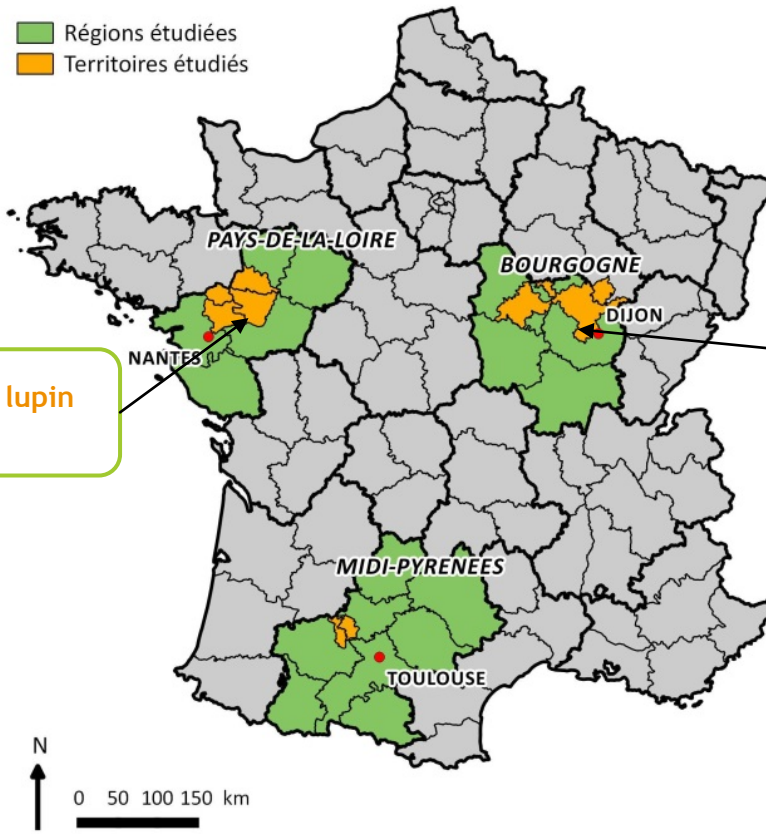 Régions étudiées
Territoires étudiés
PAYS-DE-LA-LOIRE
BOURGOGNE
DIJON
NANTES
lupin
MIDI-PYRENEES
TOULOUSE
N
0 50 100 150 km